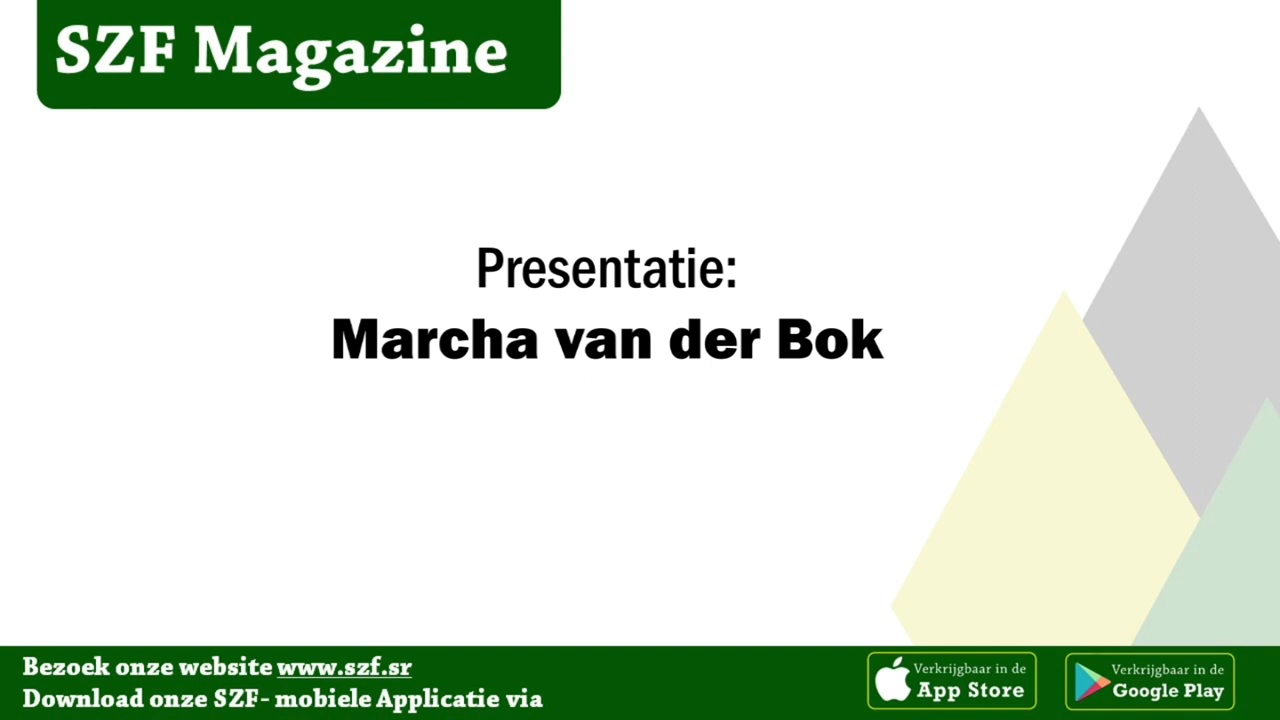 SZF Magazine
Presentatie:
Marcha van der Bok
Bezoek onze website www.szf.sr
Download onze SZF- mobiele Applicatie via
Verkrijgbaar in de
App Store
Verkrijgbaar in de
Google Play